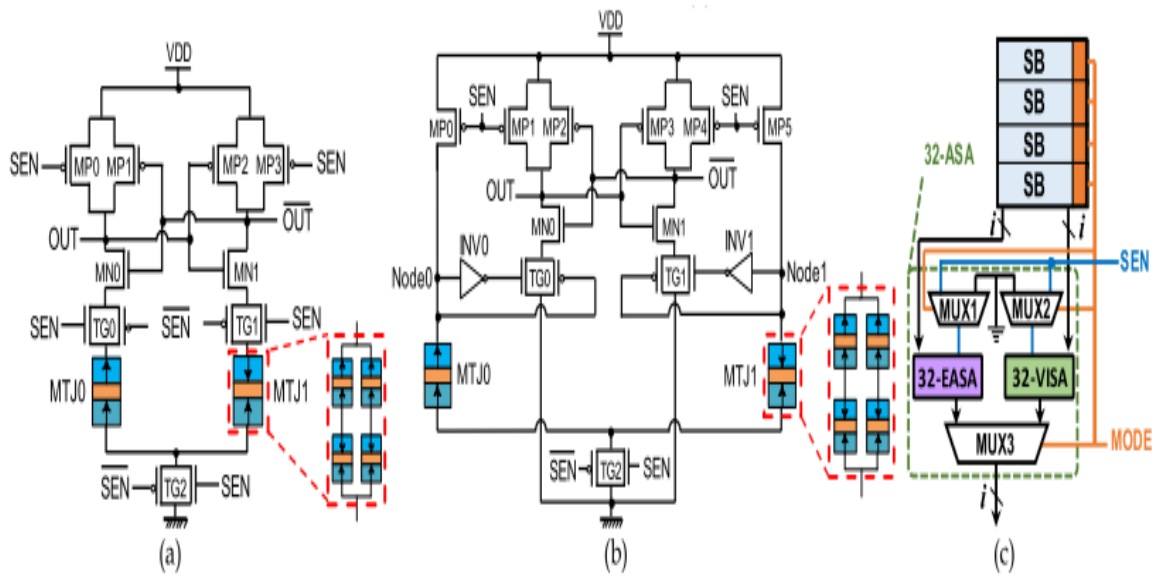 VDD
SEN
MP0
MP1
MP2
MP3
SEN
OUT
OUT
MN0
MN1
SEN
TG0
SEN
TG1
SEN
MTJ0
MTJ1
SEN
TG2
SEN
(a)
VDD
SEN
SEN
MP0
MP1
MP2
MP3
MP4
MP5
OUT
OUT
MN0
MN1
INV0
INV1
Node0
TG0
TG1
Node1
MTJ0
MTJ1
SEN
TG2
SEN
(b)
SB
SB
SB
SB
32-ASA
i
i
SEN
MUX1
MUX2
32-EASA
32-VISA
MUX3
MODE
i
(c)